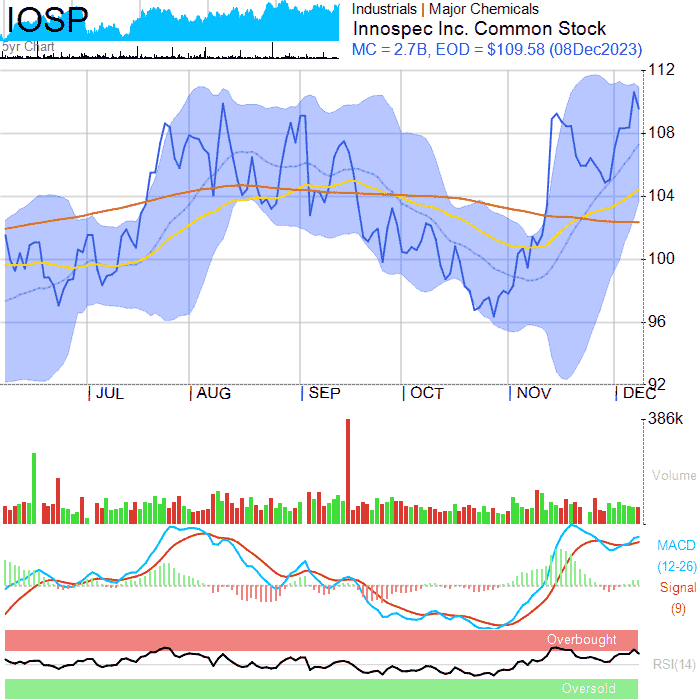 IOSP
5yr Chart
Industrials | Major Chemicals
Innospec Inc. Common Stock
MC = 2.7B, EOD = $109.58 (08Dec2023)
112
108
104
100
96
92
JUL AUG SEP OCT NOV DEC
386k
Volume
MACD
(12-26)
Signal
(9)
Overbought
RSI(14)
Oversold